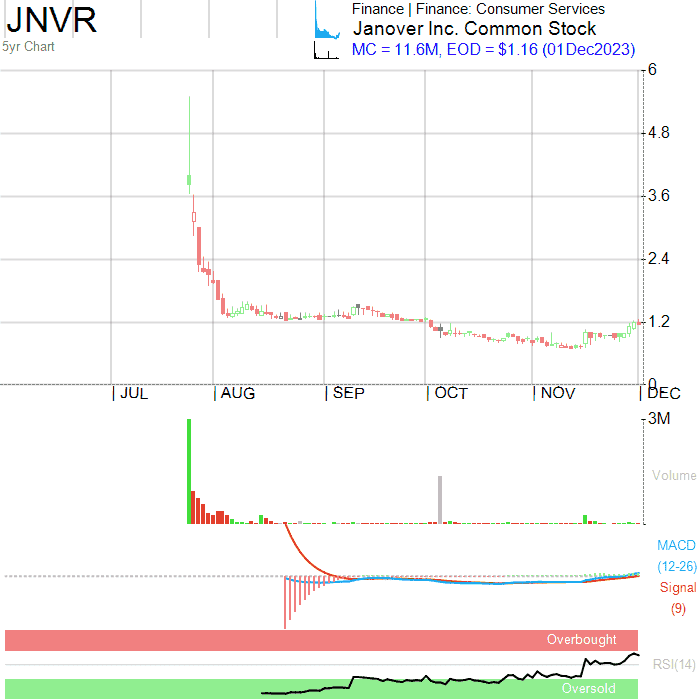 JNVR
5yr Chart
Finance | Finance: Consumer Services
Janover Inc. Common Stock
MC = 11.6M, EOD = $1.16 (01Dec2023)
6
4.8
3.6
2.4
1.2
0
JUL AUG SEP OCT NOV DEC
3M
Volume
MACD
(12-26)
Signal
(9)
Overbought
RSI(14)
Oversold